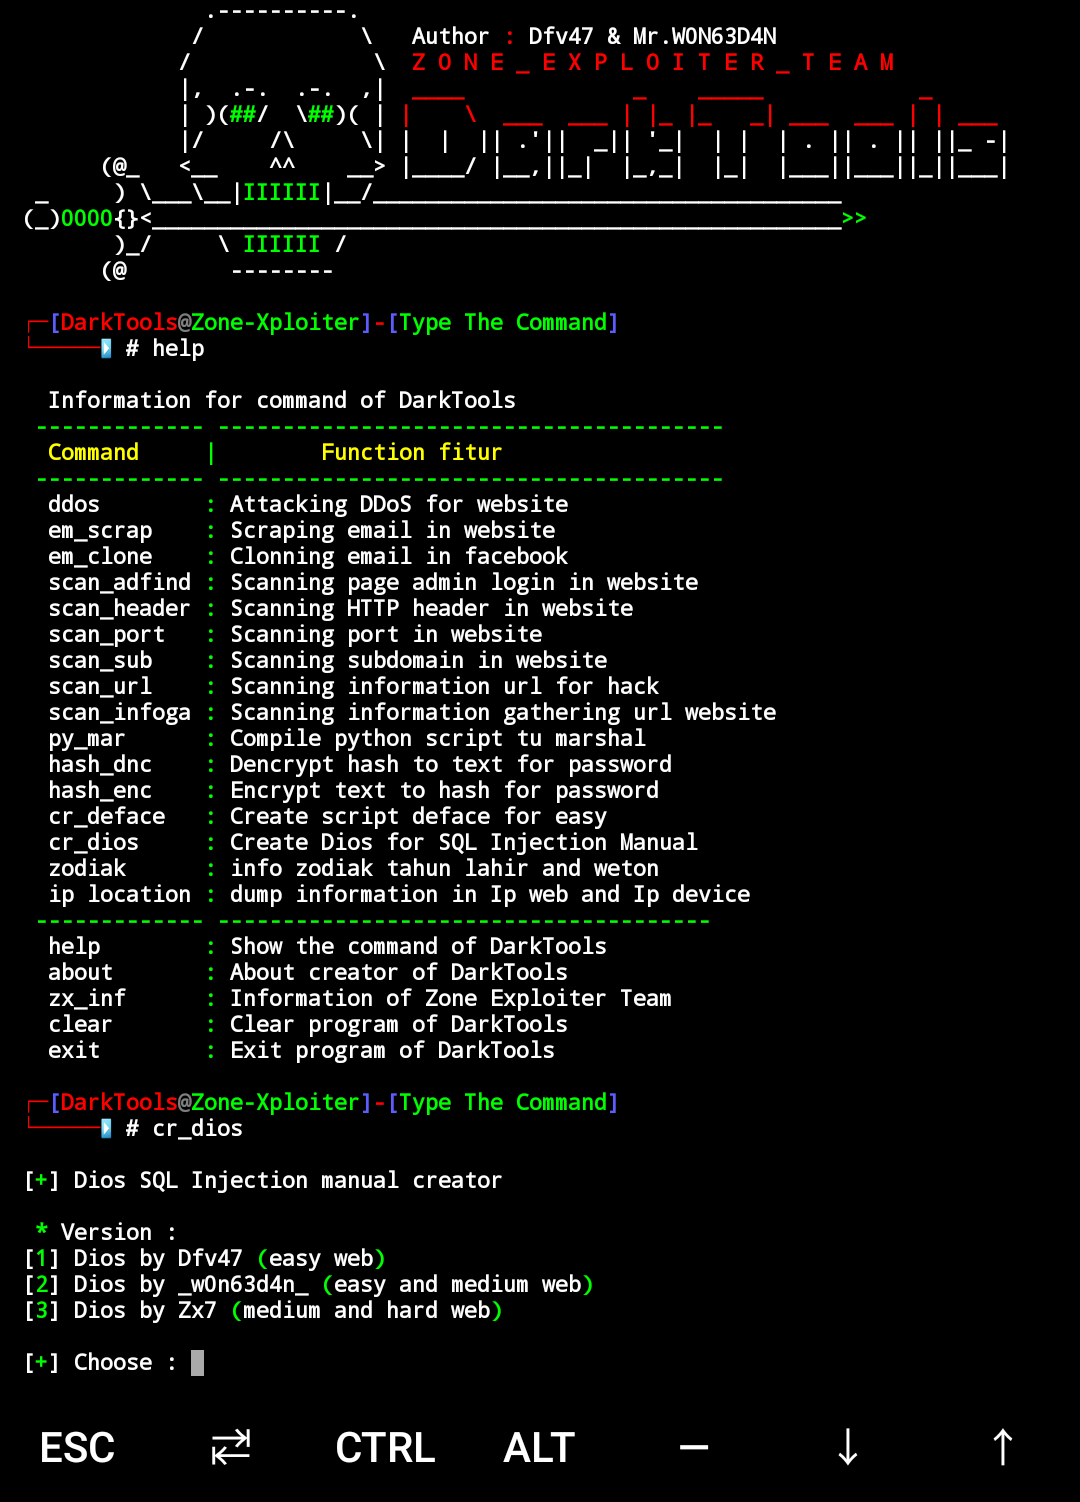 Author : Dfv47 & Mr.W0N63D4N
Z O N E _ E X P L O I T E R _ T E A M
DarkTools
┌─[DarkTools@Zone-Xploiter]-[Type The Command]
└───── # help
Information for command of DarkTools
------------- ---------------------------------------
Command | Function fitur
------------- ---------------------------------------
ddos : Attacking DDoS for website
em_scrap : Scraping email in website
em_clone : Clonning email in facebook
scan_adfind : Scanning page admin login in website
scan_header : Scanning HTTP header in website
scan_port : Scanning port in website
scan_sub : Scanning subdomain in website
scan_url : Scanning information url for hack
scan_infoga : Scanning information gathering url website
py_mar : Compile python script tu marshal
hash_dnc : Dencrypt hash to text for password
hash_enc : Encrypt text to hash for password
cr_deface : Create script deface for easy
cr_dios : Create Dios for SQL Injection Manual
zodiak : info zodiak tahun lahir and weton
ip location : dump information in Ip web and Ip device
------------- --------------------------------------
help : Show the command of DarkTools
about : About creator of DarkTools
zx_inf : Information of Zone Exploiter Team
clear : Clear program of DarkTools
exit : Exit program of DarkTools
┌─[DarkTools@Zone-Xploiter]-[Type The Command]
└───── # cr_dios
[+] Dios SQL Injection manual creator
* Version :
[1] Dios by Dfv47 (easy web)
[2] Dios by _w0n63d4n_ (easy and medium web)
[3] Dios by Zx7 (medium and hard web)
[+] Choose :
ESC ⇄ CTRL ALT — ↓ ↑